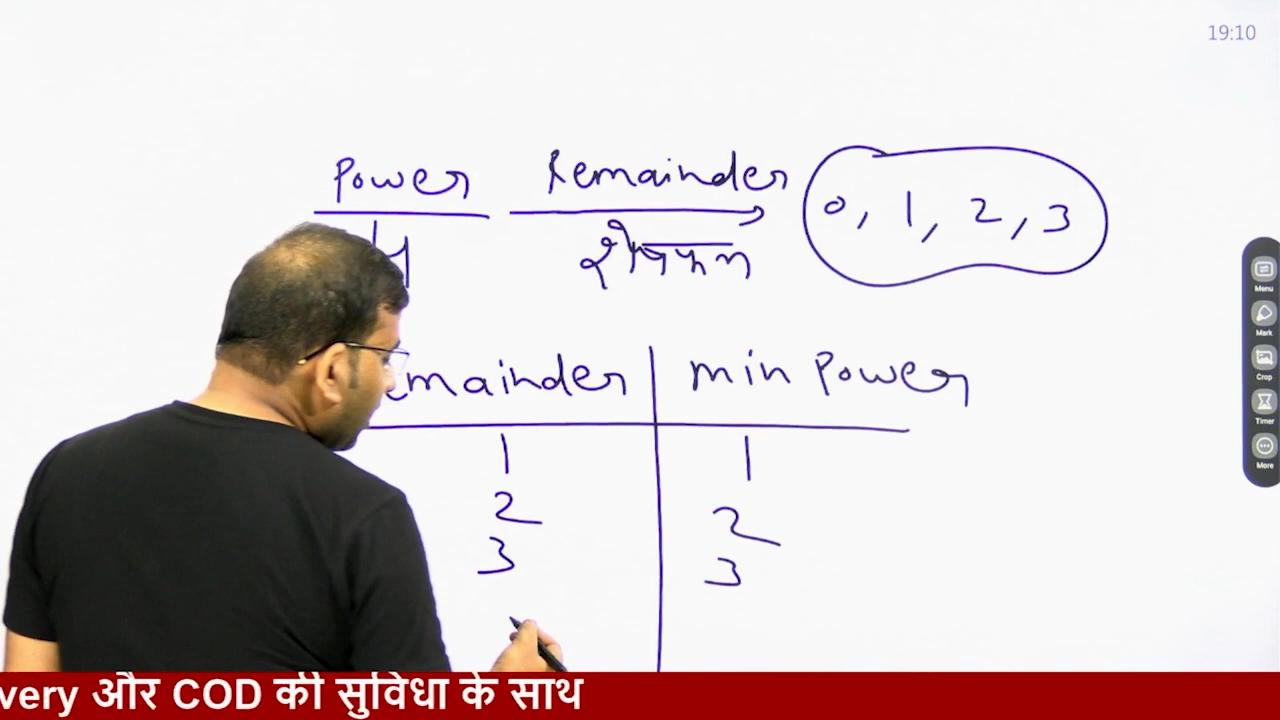 19:10
Power Remainder 0, 1, 2, 3
4 शेषफल
emainder min Power
1 1
2 2
3 3
Menu
Mark
Crop
Timer
More
very और COD की सुविधा के साथ